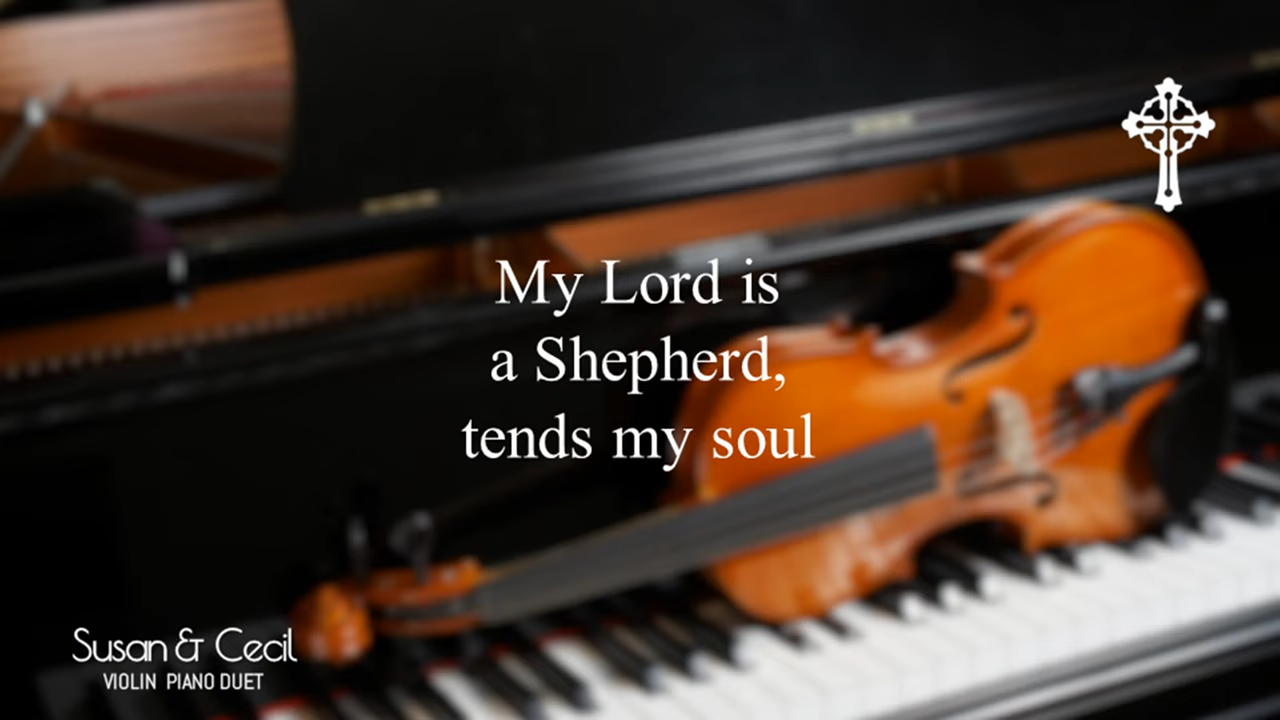 My Lord is
a Shepherd,
tends my soul
Susan & Cecil
VIOLIN PIANO DUET